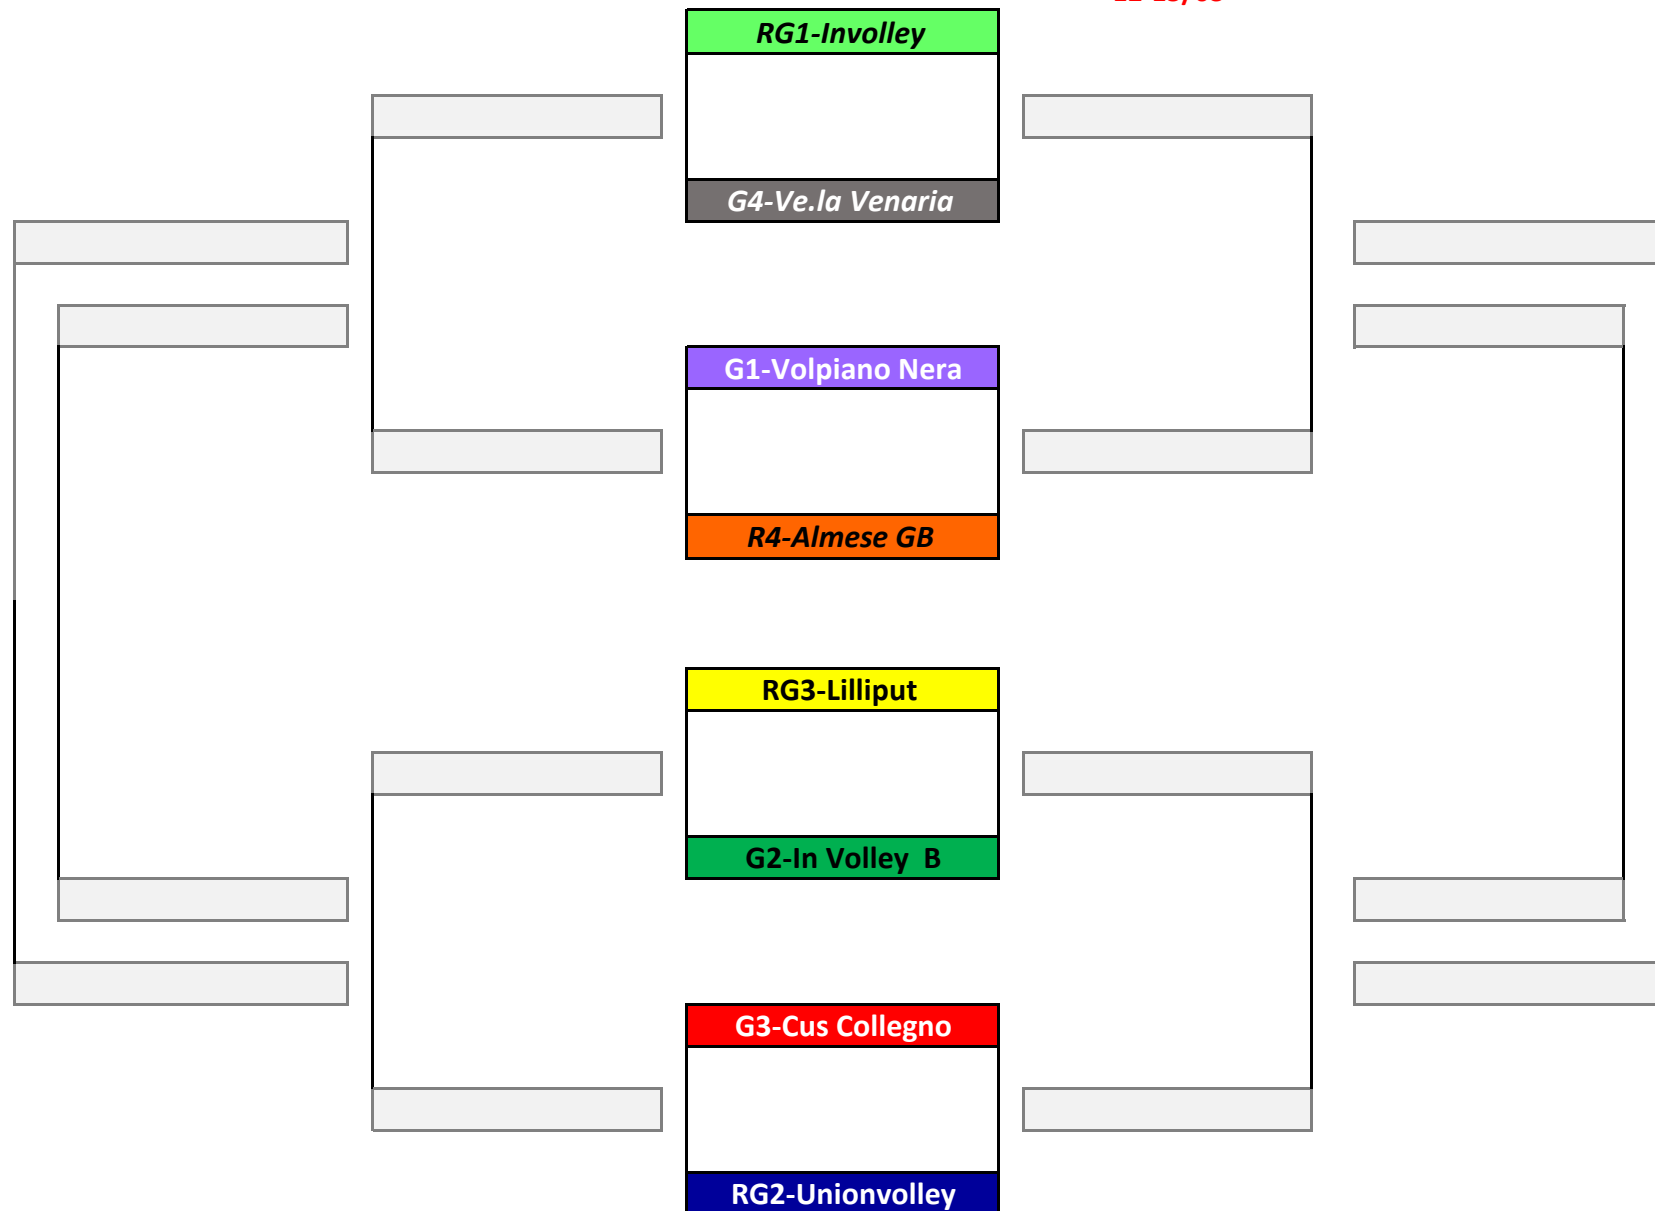 RG1-Involley
G4-Ve.la Venaria
G1-Volpiano Nera
R4-Almese GB
RG3-Lilliput
G2-In Volley  B
G3-Cus Collegno
RG2-Unionvolley